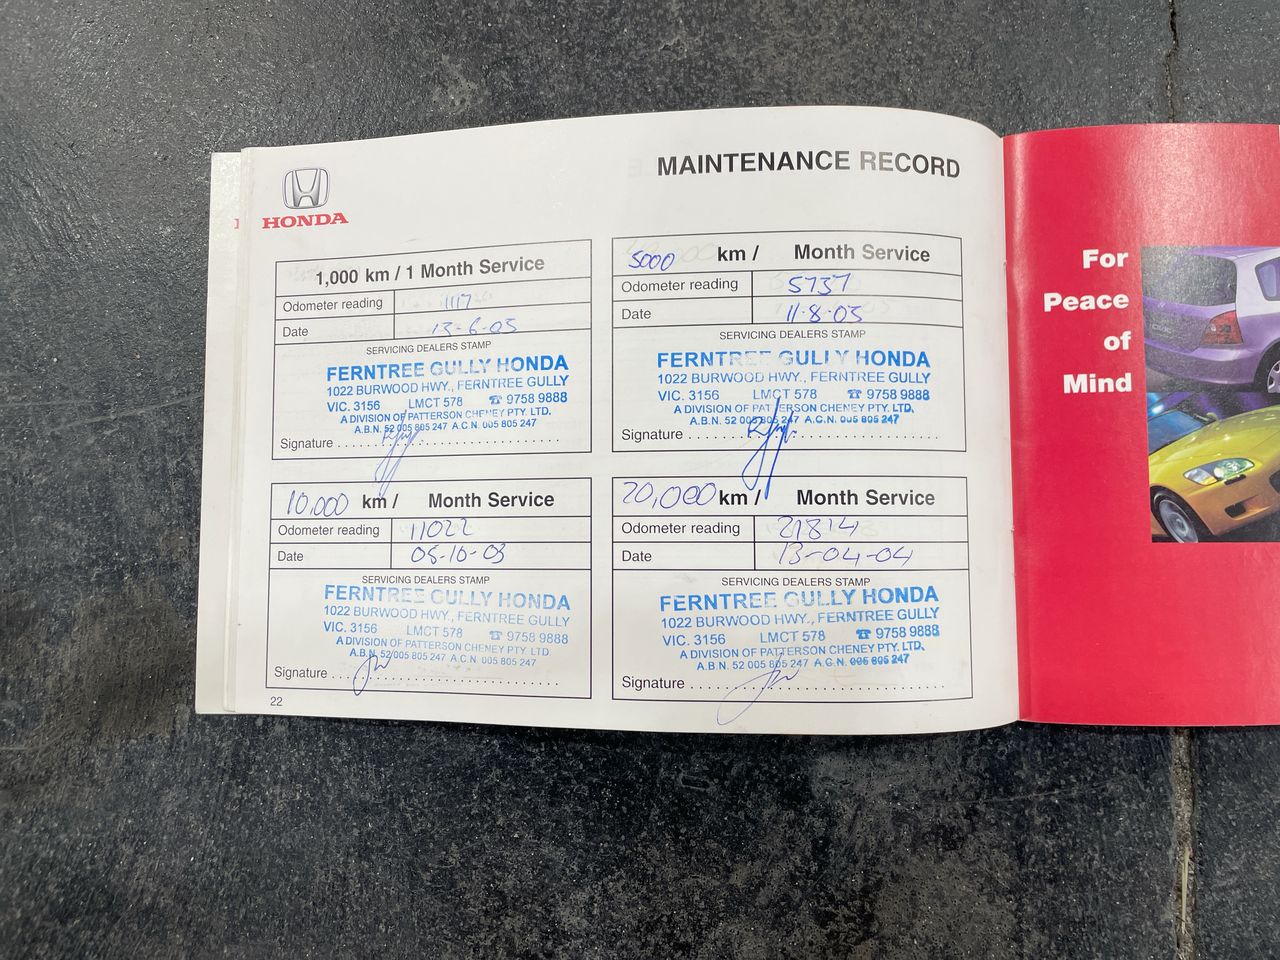 HONDA
MAINTENANCE RECORD
1,000 km / 1 Month Service
Odometer reading 1117
Date 13-6-03
SERVICING DEALERS STAMP
FERNTREE GULLY HONDA
1022 BURWOOD HWY., FERNTREE GULLY
VIC. 3156 LMCT 578 ☎ 9758 9888
A DIVISION OF PATTERSON CHENEY PTY. LTD.
A.B.N. 52 005 805 247 A.C.N. 005 805 247
Signature
5000 km / Month Service
Odometer reading 5737
Date 11-8-03
SERVICING DEALERS STAMP
FERNTREE GULLY HONDA
1022 BURWOOD HWY., FERNTREE GULLY
VIC. 3156 LMCT 578 ☎ 9758 9888
A DIVISION OF PATTERSON CHENEY PTY. LTD.
A.B.N. 52 005 805 247 A.C.N. 005 805 247
Signature
10,000 km / Month Service
Odometer reading 11022
Date 08-10-03
SERVICING DEALERS STAMP
FERNTREE GULLY HONDA
1022 BURWOOD HWY., FERNTREE GULLY
VIC. 3156 LMCT 578 ☎ 9758 9888
A DIVISION OF PATTERSON CHENEY PTY. LTD.
A.B.N. 52 005 805 247 A.C.N. 005 805 247
Signature
20,000 km / Month Service
Odometer reading 21814
Date 13-04-04
SERVICING DEALERS STAMP
FERNTREE GULLY HONDA
1022 BURWOOD HWY., FERNTREE GULLY
VIC. 3156 LMCT 578 ☎ 9758 9888
A DIVISION OF PATTERSON CHENEY PTY. LTD.
A.B.N. 52 005 805 247 A.C.N. 005 805 247
Signature
22
For
Peace
of
Mind